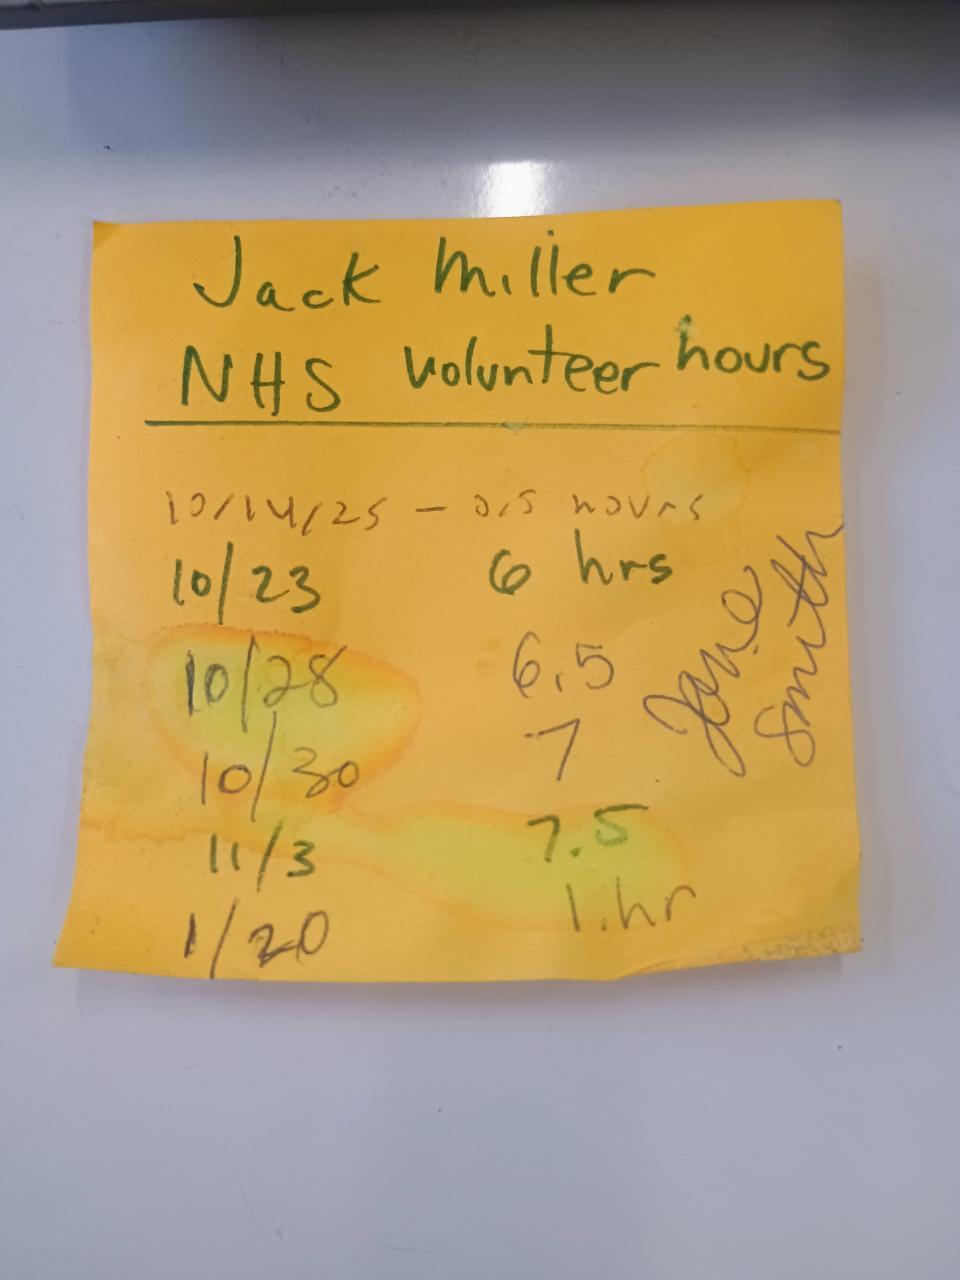 Jack Miller
NHS volunteer hours
10/14/25 - 0.5 hours
10/23 6 hrs
10/28 6.5
10/30 7
11/3 7.5
1/20 1.hr
Jane Smith